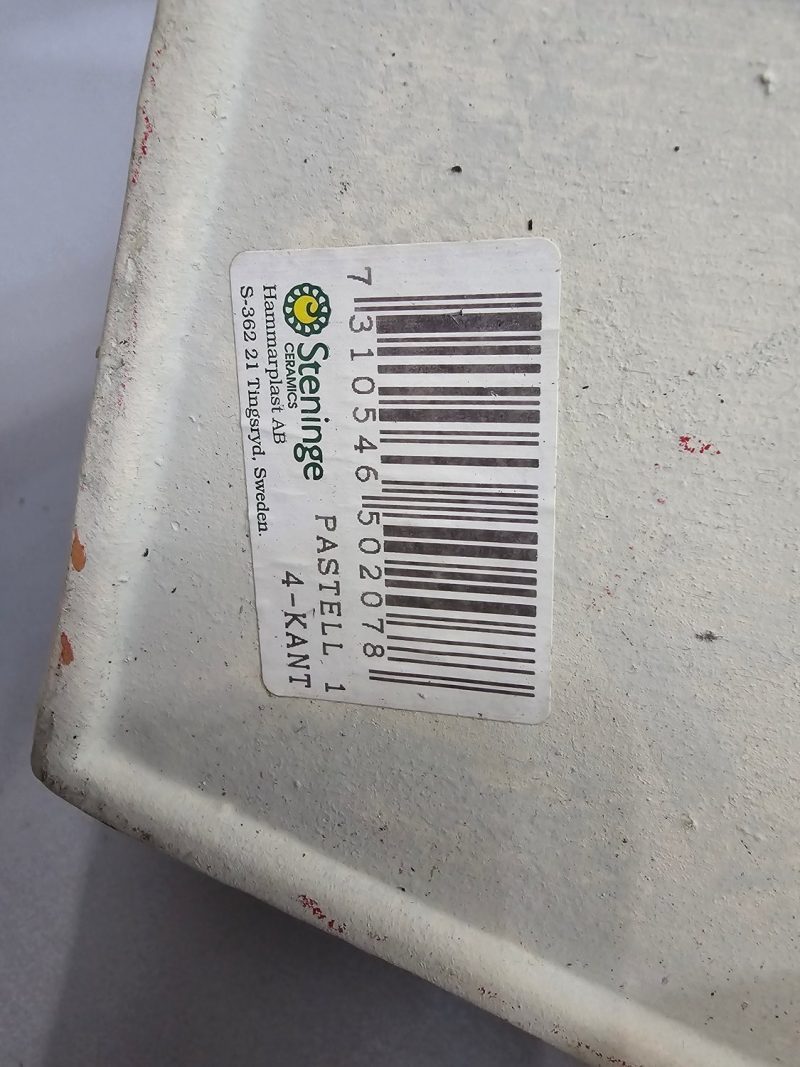 7 310546 502078
Steninge
CERAMICS
Hammarplast AB
S-362 21 Tingsryd, Sweden.
PASTELL 1
4-KANT